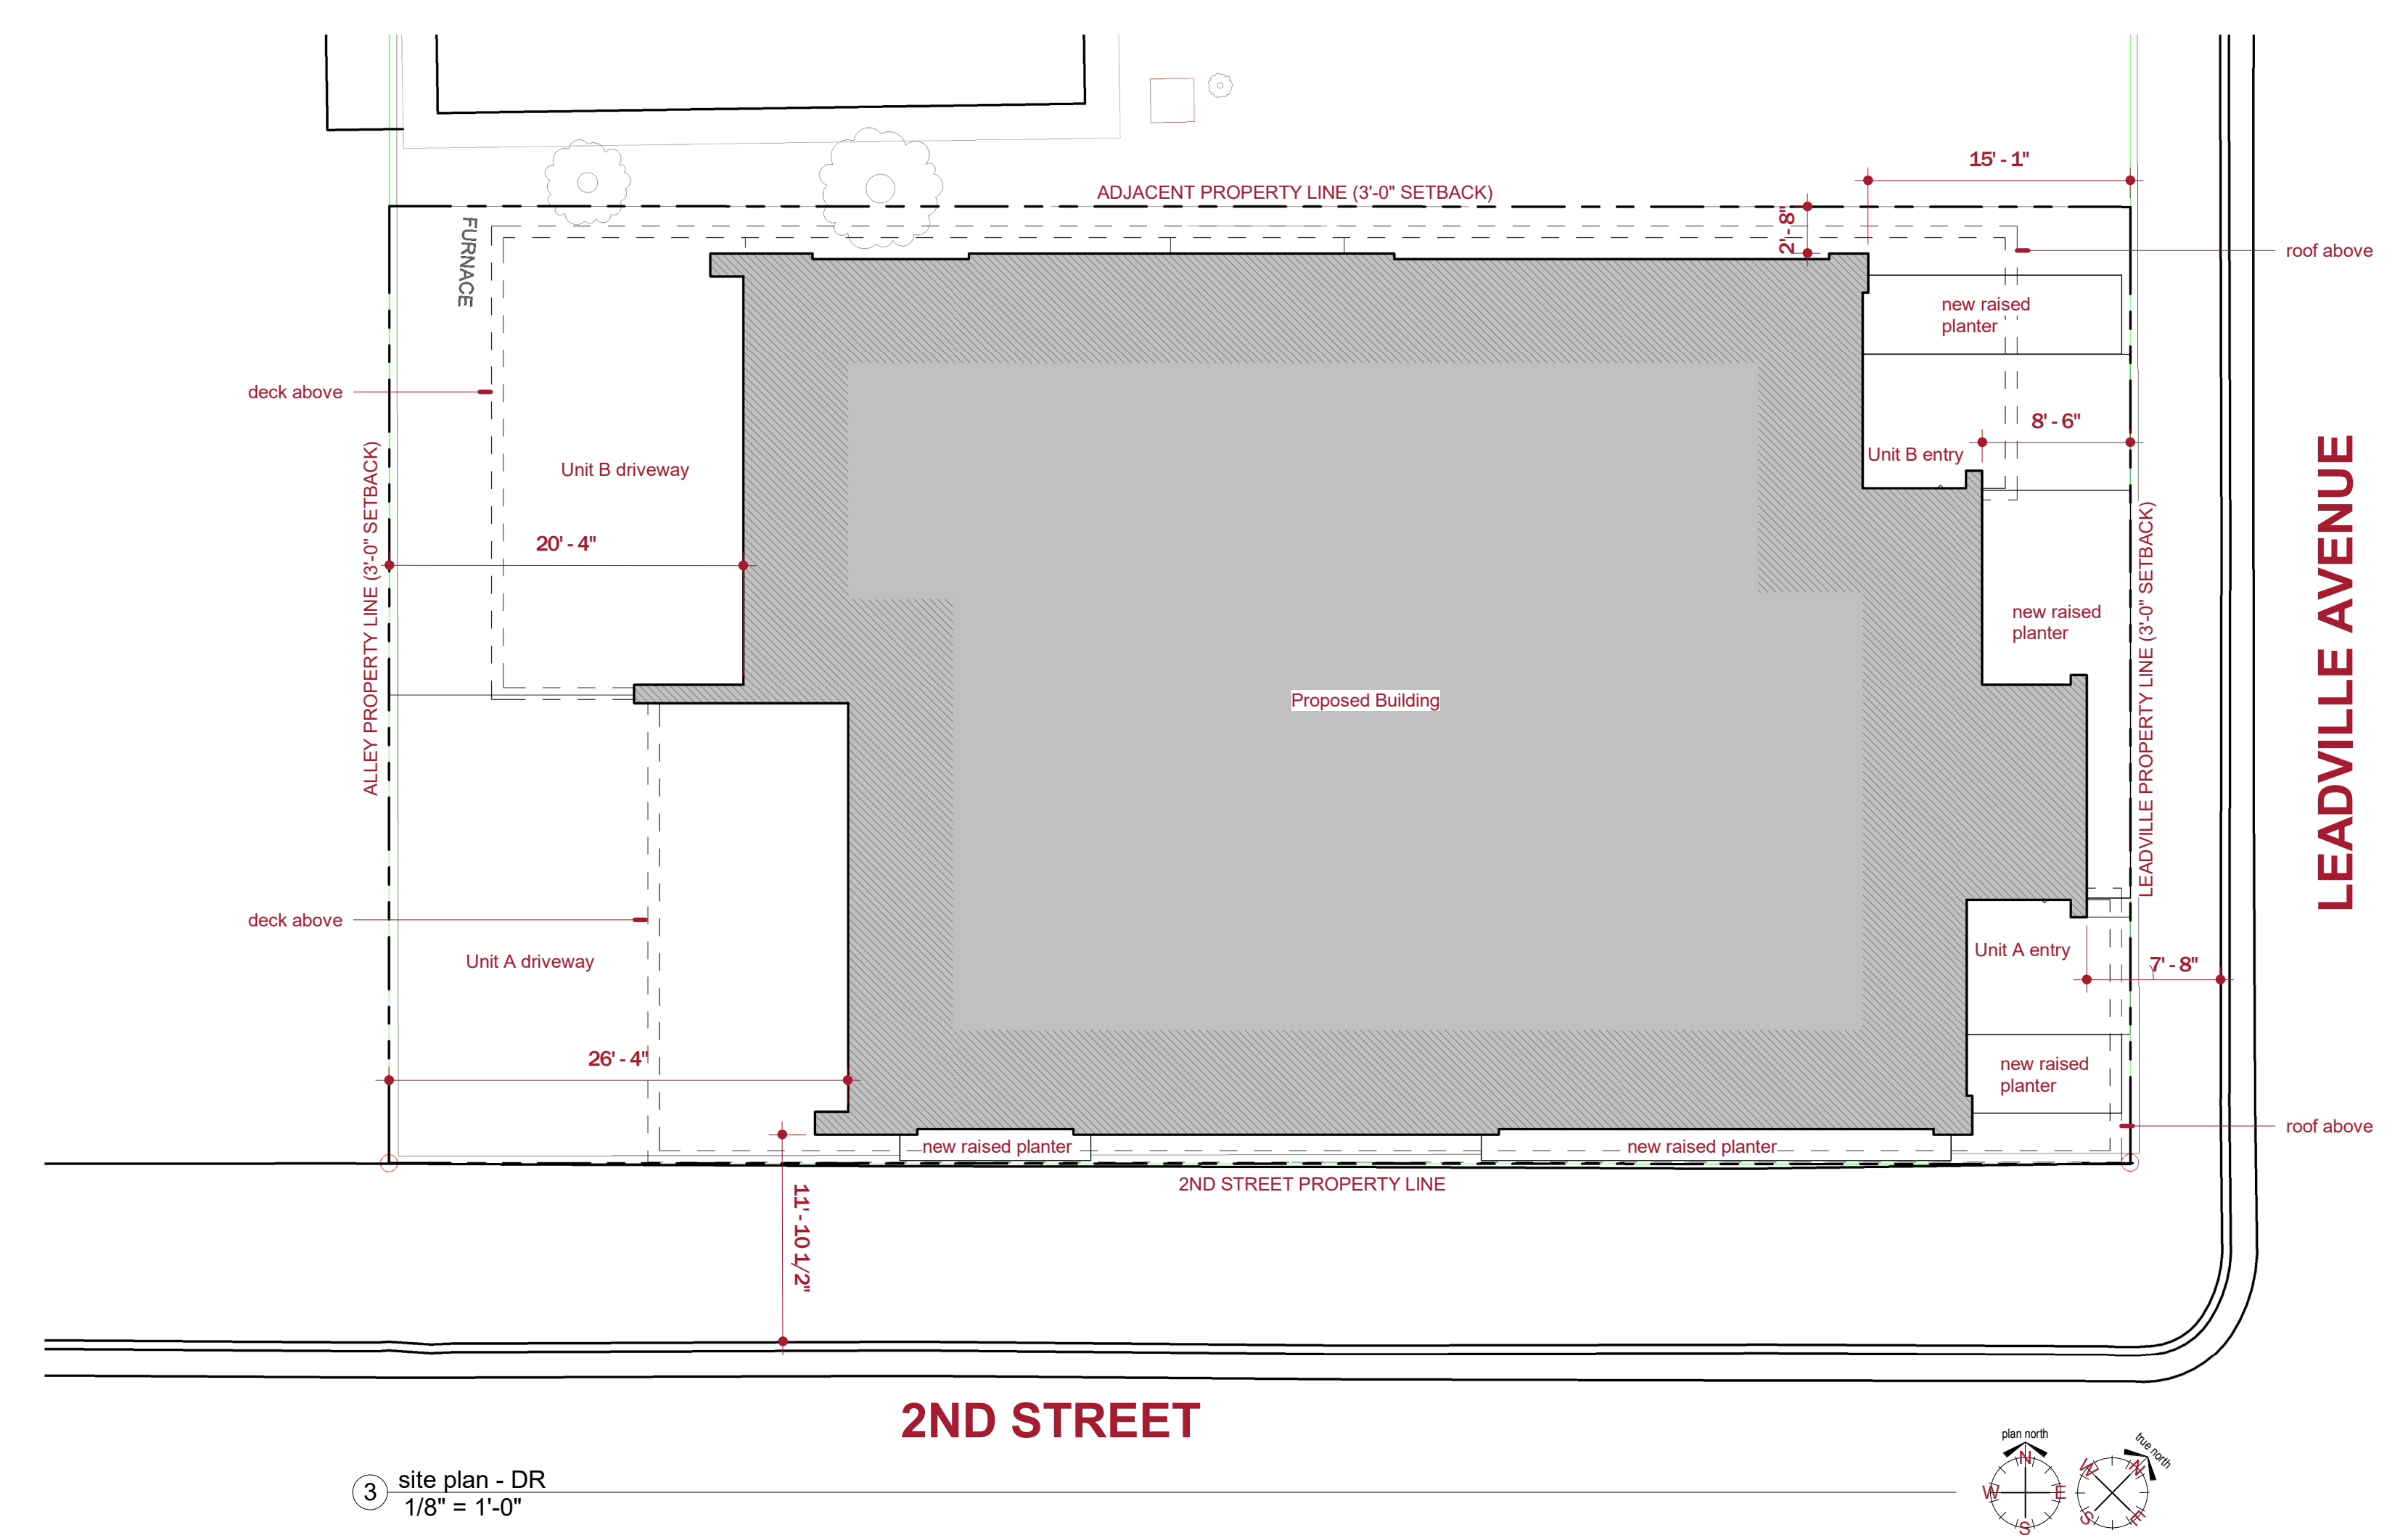 15' - 1"
ADJACENT PROPERTY LINE (3'-0" SETBACK)
2' - 8"
FURNACE
roof above
new raised
planter
deck above
8' - 6"
Unit B entry
Unit B driveway
ALLEY PROPERTY LINE (3'-0" SETBACK)
20' - 4"
LEADVILLE AVENUE
LEADVILLE PROPERTY LINE (3'-0" SETBACK)
new raised
planter
Proposed Building
deck above
Unit A driveway
Unit A entry
7' - 8"
26' - 4"
new raised
planter
roof above
new raised planter
new raised planter
2ND STREET PROPERTY LINE
11' - 10 1/2"
2ND STREET
3
site plan - DR
1/8" = 1'-0"
plan north
N
W
E
S
true north
N
W
E
S